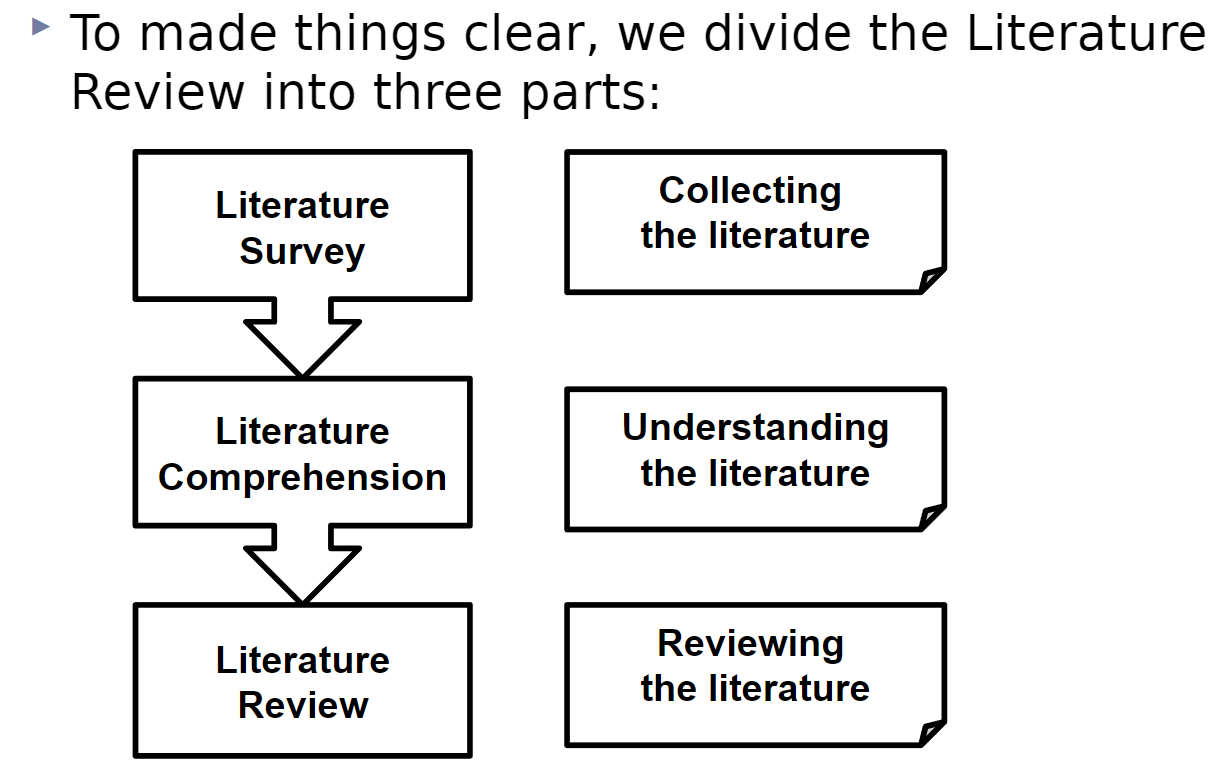 To made things clear, we divide the Literature
Review into three parts:
Literature
Survey
Collecting
the literature
Literature
Comprehension
Understanding
the literature
Literature
Review
Reviewing
the literature